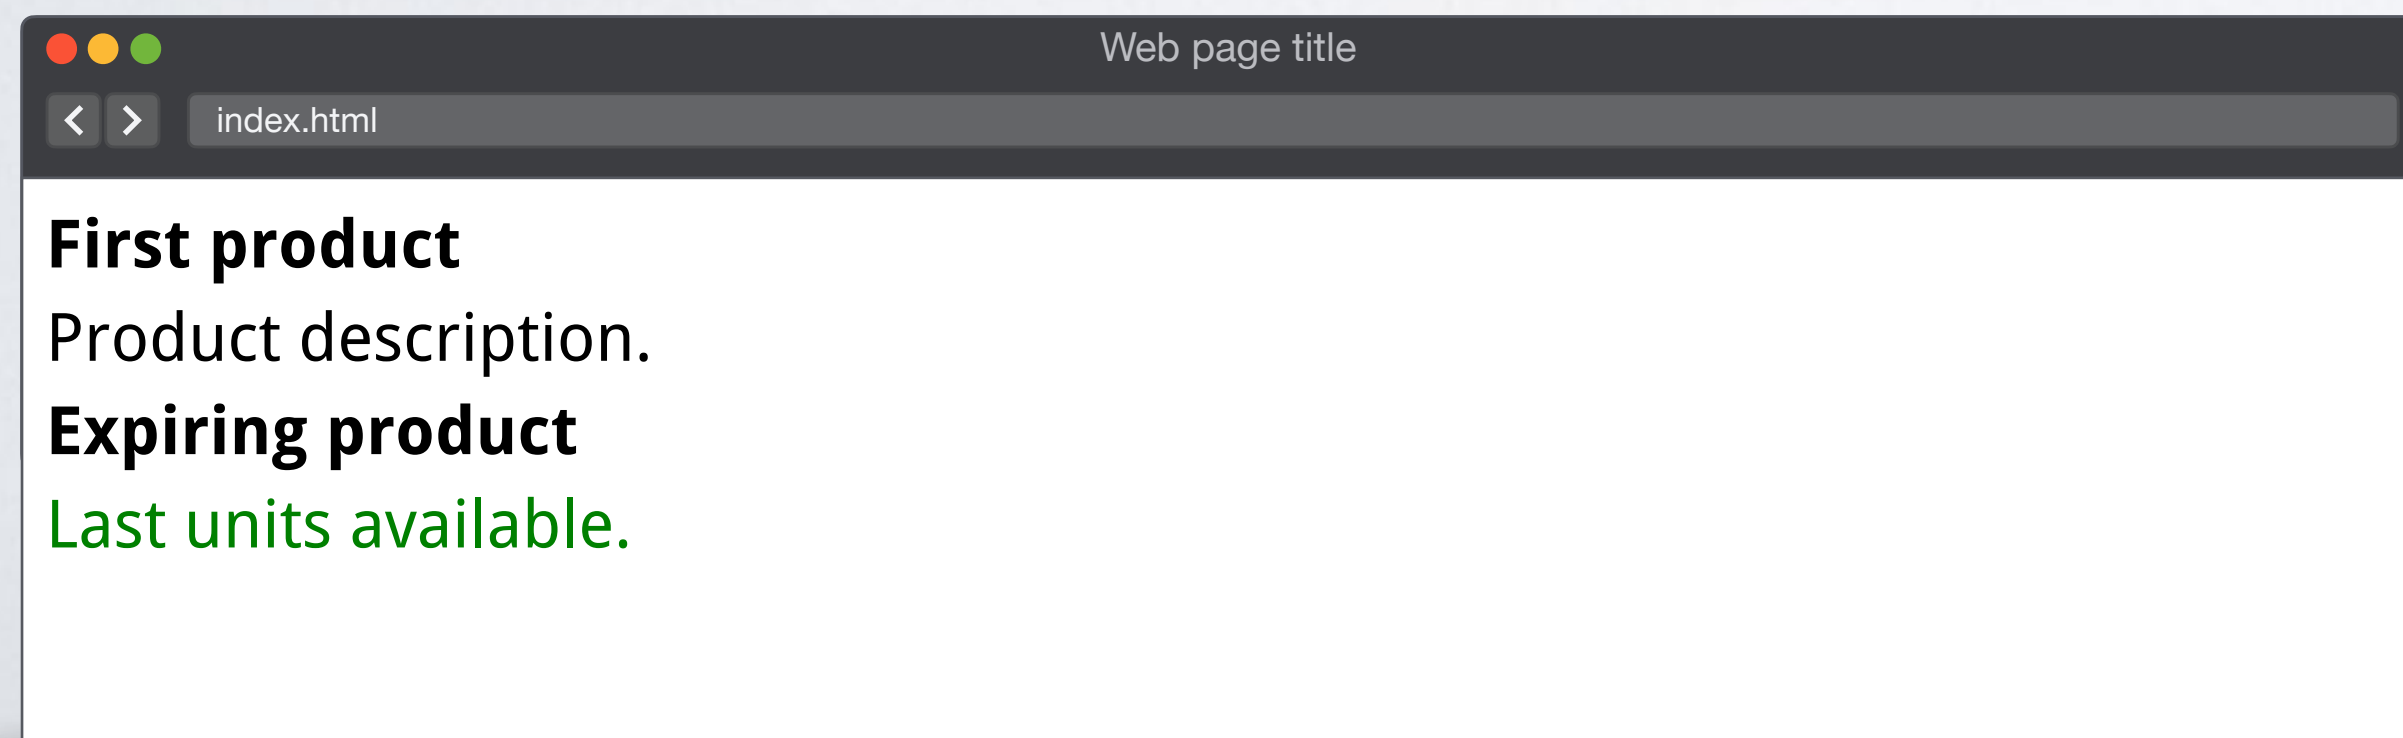 Web page title
index.html
First product
Product description.
Expiring product
Last units available.